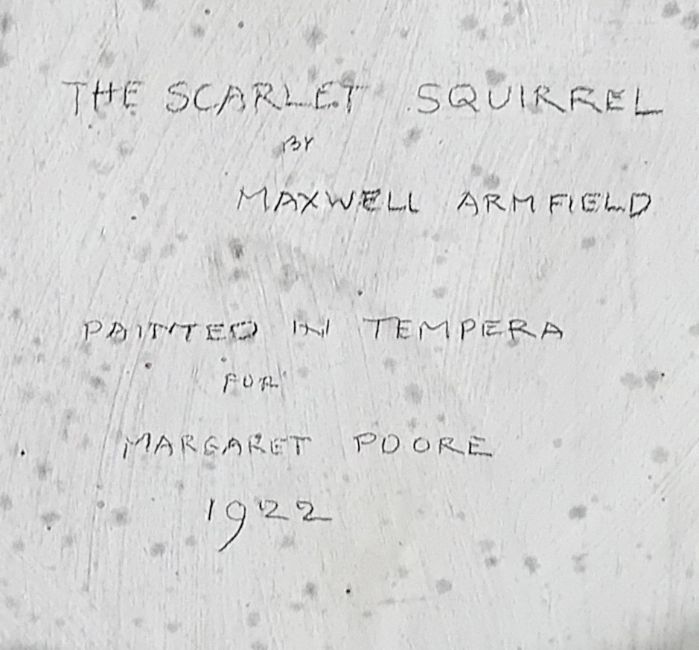 THE SCARLET SQUIRREL
BY
MAXWELL ARMFIELD
PAINTED IN TEMPERA
FOR
MARGARET POORE
1922